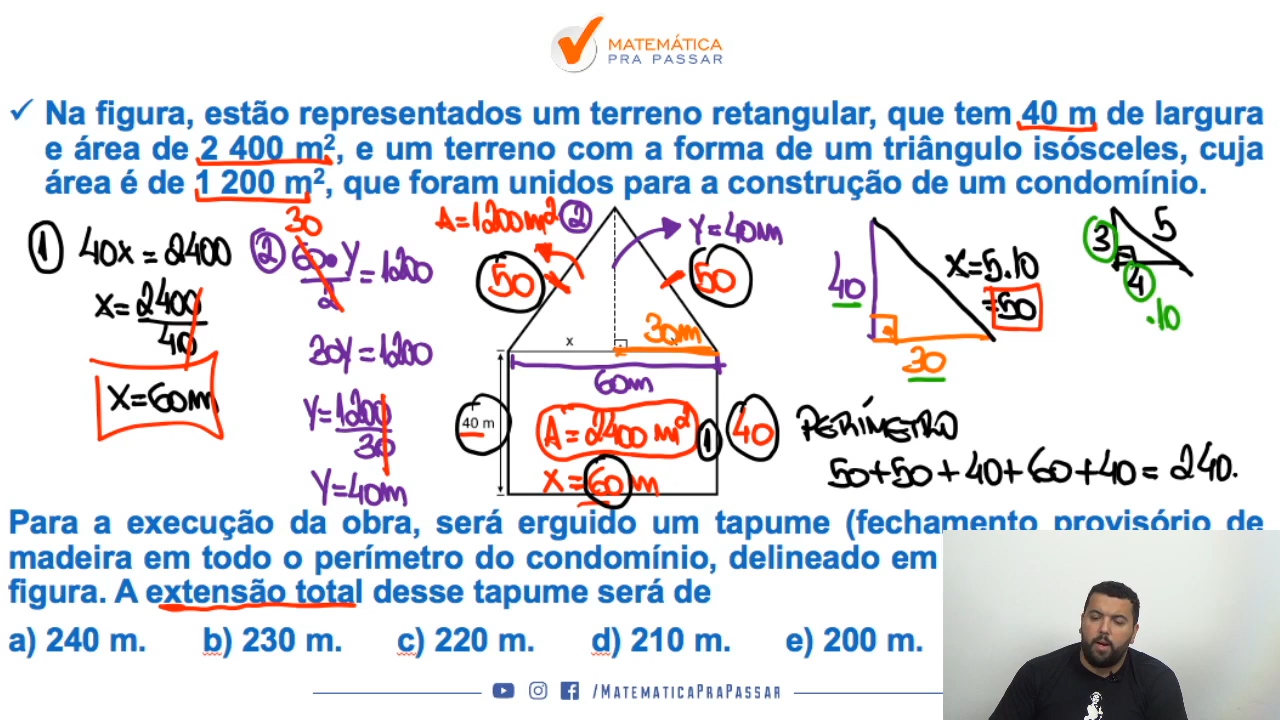 MATEMÁTICA
PRA PASSAR
✓ Na figura, estão representados um terreno retangular, que tem 40 m de largura
e área de 2 400 m², e um terreno com a forma de um triângulo isósceles, cuja
área é de 1 200 m², que foram unidos para a construção de um condomínio.
1 40X = 2400
X = 2400/40
X = 60m
30
2 60 · Y / 2 = 1200
30Y = 1200
Y = 1200/30
Y = 40m
A = 1200m² 2
Y = 40m
50
50
30m
x
60m
40 m
A = 2400 m² 1
40
X = 60 m
40
30
X = 5.10
= 50
3
5
4
.10
PERÍMETRO
50+50+40+60+40 = 240.
Para a execução da obra, será erguido um tapume (fechamento provisório de
madeira em todo o perímetro do condomínio, delineado em
figura. A extensão total desse tapume será de
a) 240 m. b) 230 m. c) 220 m. d) 210 m. e) 200 m.
/MATEMATICAPRAPASSAR